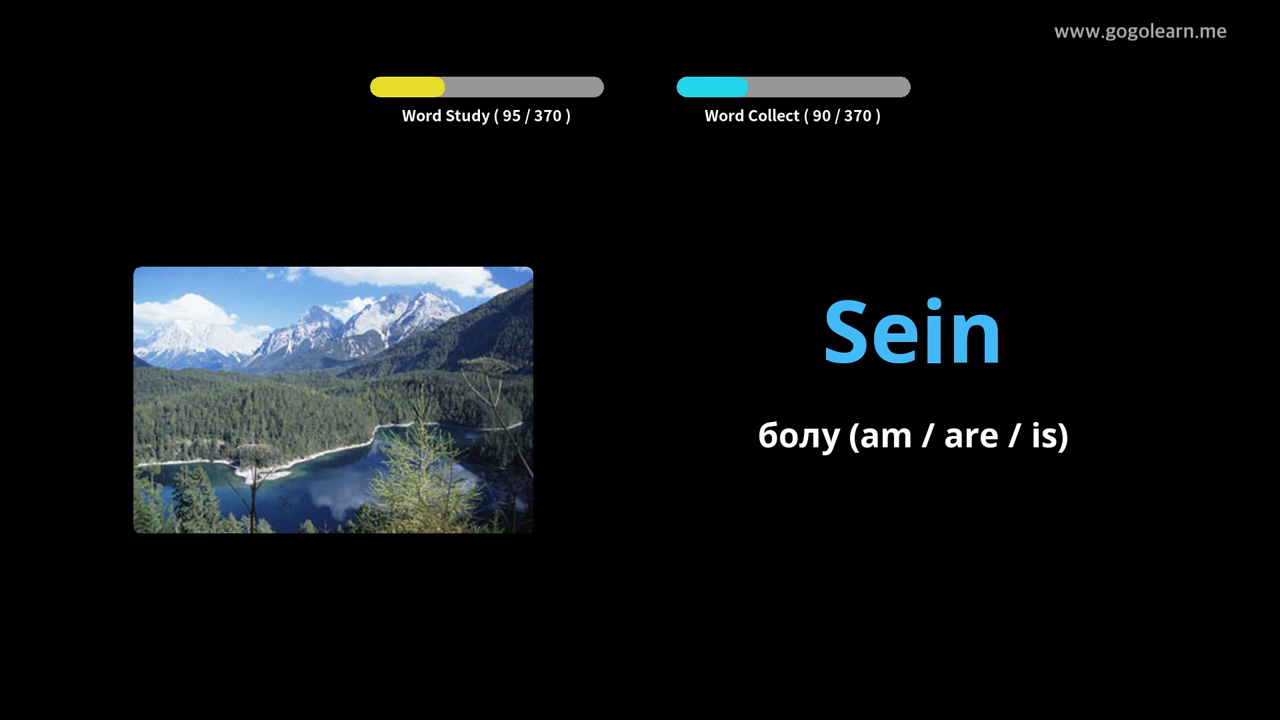 www.gogolearn.me
Word Study ( 95 / 370 )
Word Collect ( 90 / 370 )
Sein
болу (am / are / is)